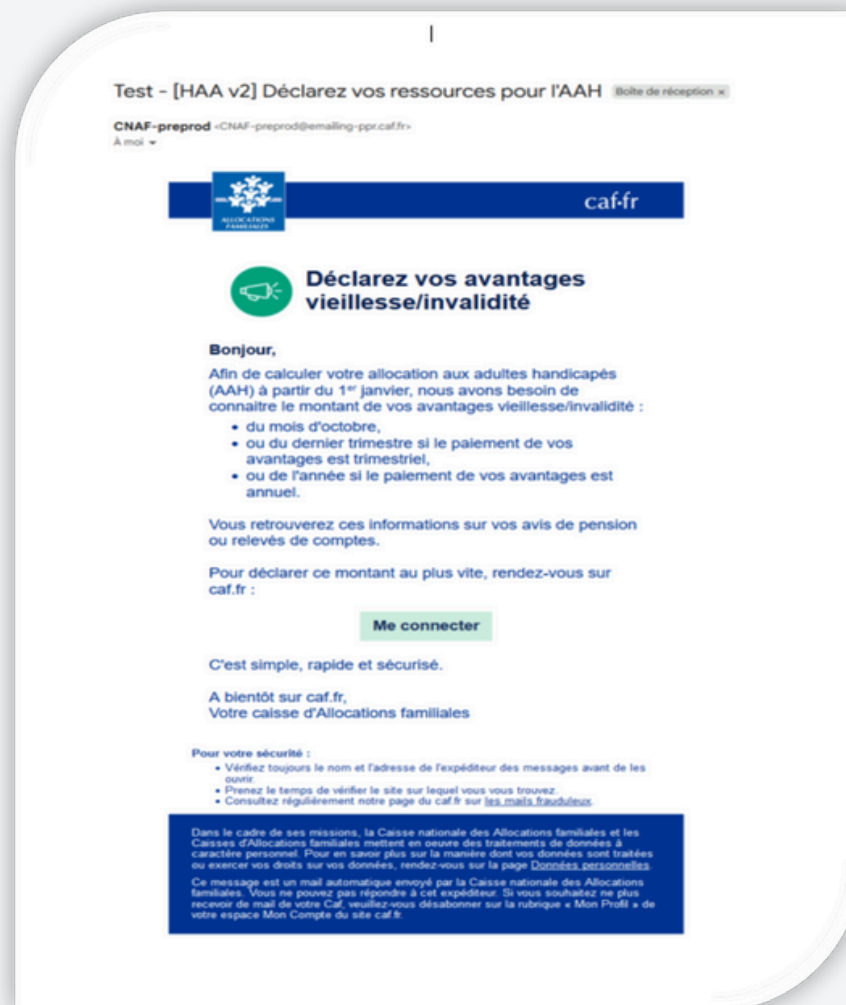 Test - [HAA v2] Déclarez vos ressources pour l'AAH Boîte de réception x
CNAF-preprod <CNAF-preprod@emailing-ppr.caf.fr>
À moi
ALLOCATIONS
FAMILIALES
caf.fr
Déclarez vos avantages
vieillesse/invalidité
Bonjour,
Afin de calculer votre allocation aux adultes handicapés
(AAH) à partir du 1er janvier, nous avons besoin de
connaitre le montant de vos avantages vieillesse/invalidité :
• du mois d'octobre,
• ou du dernier trimestre si le paiement de vos
avantages est trimestriel,
• ou de l'année si le paiement de vos avantages est
annuel.
Vous retrouverez ces informations sur vos avis de pension
ou relevés de comptes.
Pour déclarer ce montant au plus vite, rendez-vous sur
caf.fr :
Me connecter
C'est simple, rapide et sécurisé.
A bientôt sur caf.fr,
Votre caisse d'Allocations familiales
Pour votre sécurité :
• Vérifiez toujours le nom et l'adresse de l'expéditeur des messages avant de les
ouvrir.
• Prenez le temps de vérifier le site sur lequel vous vous trouvez.
• Consultez régulièrement notre page du caf.fr sur les mails frauduleux.
Dans le cadre de ses missions, la Caisse nationale des Allocations familiales et les
Caisses d'Allocations familiales mettent en oeuvre des traitements de données à
caractère personnel. Pour en savoir plus sur la manière dont vos données sont traitées
ou exercer vos droits sur vos données, rendez-vous sur la page Données personnelles.
Ce message est un mail automatique envoyé par la Caisse nationale des Allocations
familiales. Vous ne pouvez pas répondre à cet expéditeur. Si vous souhaitez ne plus
recevoir de mail de votre Caf, veuillez-vous désabonner sur la rubrique « Mon Profil » de
votre espace Mon Compte du site caf.fr.